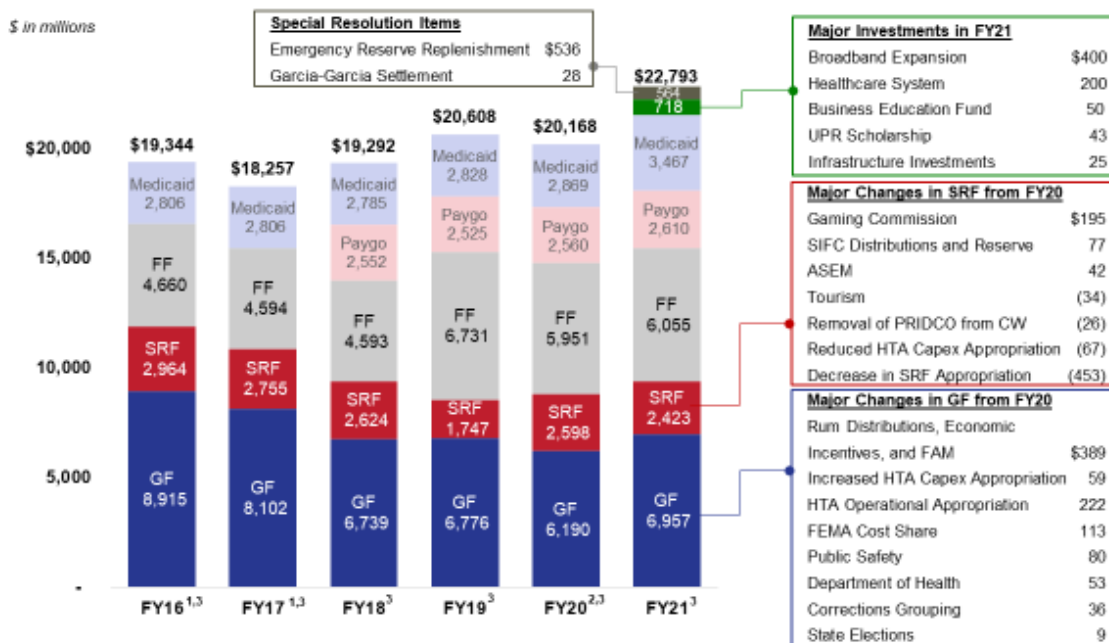 $ in millions
Special Resolution Items
Emergency Reserve Replenishment $536
Garcia-Garcia Settlement 28
$20,000
15,000
10,000
5,000
-
$19,344
Medicaid
2,806
FF
4,660
SRF
2,964
GF
8,915
FY16 1,3
$18,257
Medicaid
2,806
FF
4,594
SRF
2,755
GF
8,102
FY17 1,3
$19,292
Medicaid
2,785
Paygo
2,552
FF
4,593
SRF
2,624
GF
6,739
FY18 3
$20,608
Medicaid
2,828
Paygo
2,525
FF
6,731
SRF
1,747
GF
6,776
FY19 3
$20,168
Medicaid
2,869
Paygo
2,560
FF
5,951
SRF
2,598
GF
6,190
FY20 2,3
$22,793
564
718
Medicaid
3,467
Paygo
2,610
FF
6,055
SRF
2,423
GF
6,957
FY21 3
Major Investments in FY21
Broadband Expansion $400
Healthcare System 200
Business Education Fund 50
UPR Scholarship 43
Infrastructure Investments 25
Major Changes in SRF from FY20
Gaming Commission $195
SIFC Distributions and Reserve 77
ASEM 42
Tourism (34)
Removal of PRIDCO from CW (26)
Reduced HTA Capex Appropriation (67)
Decrease in SRF Appropriation (453)
Major Changes in GF from FY20
Rum Distributions, Economic
Incentives, and FAM $389
Increased HTA Capex Appropriation 59
HTA Operational Appropriation 222
FEMA Cost Share 113
Public Safety 80
Department of Health 53
Corrections Grouping 36
State Elections 9